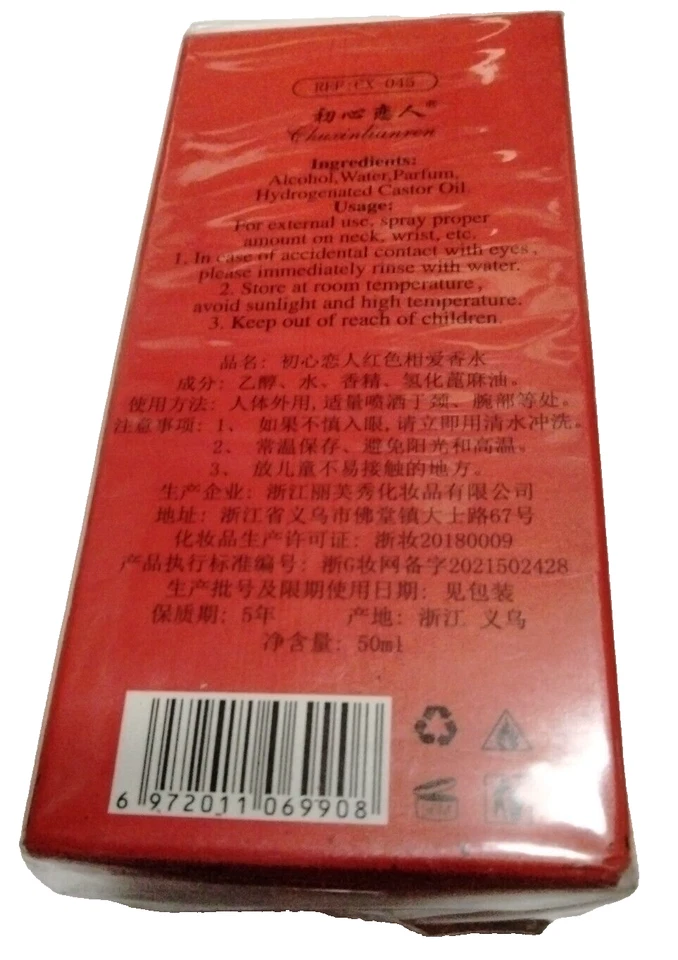 REF:CX-045
初心恋人®
Chuxinlianren
Ingredients:
Alcohol,Water,Parfum,
Hydrogenated Castor Oil
Usage:
For external use, spray proper
amount on neck, wrist, etc.
1. In case of accidental contact with eyes,
please immediately rinse with water.
2. Store at room temperature,
avoid sunlight and high temperature.
3. Keep out of reach of children.
品名：初心恋人红色相爱香水
成分：乙醇、水、香精、氢化蓖麻油。
使用方法：人体外用,适量喷洒于颈、腕部等处。
注意事项：1、 如果不慎入眼,请立即用清水冲洗。
2、 常温保存、避免阳光和高温。
3、 放儿童不易接触的地方。
生产企业：浙江丽芙秀化妆品有限公司
地址：浙江省义乌市佛堂镇大士路67号
化妆品生产许可证：浙妆20180009
产品执行标准编号：浙G妆网备字2021502428
生产批号及限期使用日期：见包装
保质期：5年 产地：浙江 义乌
净含量：50ml
6 972011 069908